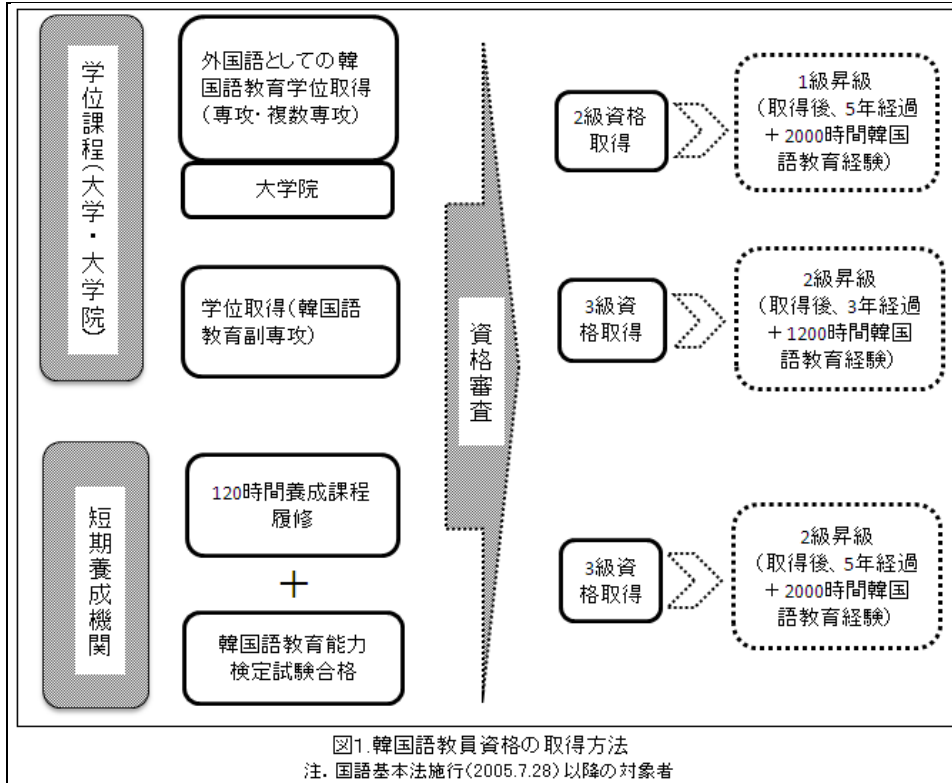 学位課程(大学・大学院)
外国語としての韓
国語教育学位取得
(専攻・複数専攻)
大学院
学位取得(韓国語
教育副専攻)
短期養成機関
120時間養成課程
履修
＋
韓国語教育能力
検定試験合格
資格審査
2級資格
取得
1級昇級
(取得後、5年経過
＋2000時間韓国
語教育経験)
3級資
格取得
2級昇級
(取得後、3年経過
＋1200時間韓国
語教育経験)
3級資
格取得
2級昇級
(取得後、5年経過
＋2000時間韓国
語教育経験)
図1.韓国語教員資格の取得方法
注．国語基本法施行(2005.7.28)以降の対象者